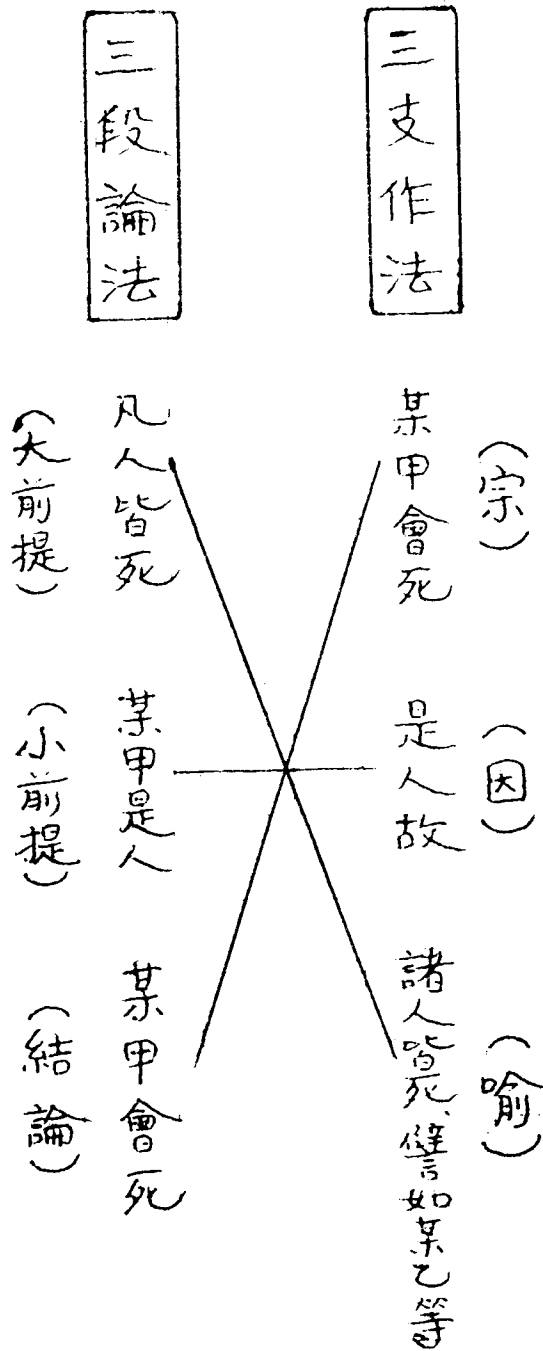 三支作法
(宗)
某甲會死
(因)
是人故
(喻)
諸人皆死、譬如某乙等
三段論法
凡人皆死
(大前提)
某甲是人
(小前提)
某甲會死
(結論)